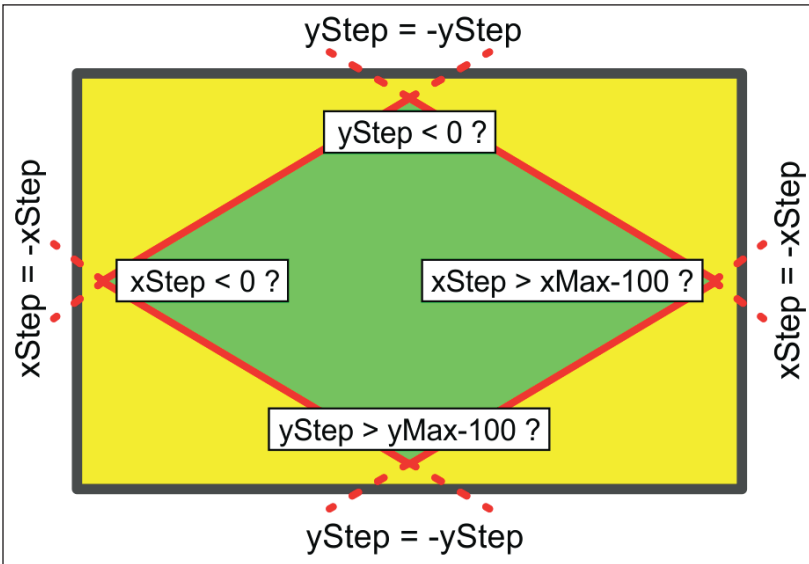 yStep = -yStep
yStep < 0 ?
xStep = -xStep
xStep < 0 ?
xStep > xMax-100 ?
xStep = -xStep
yStep > yMax-100 ?
yStep = -yStep